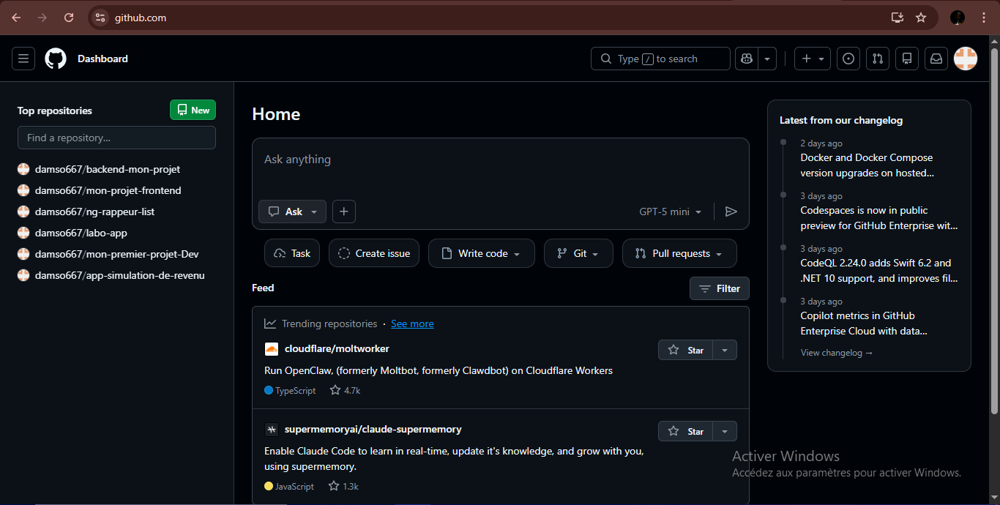 github.com
Dashboard
Type / to search
Top repositories
New
Find a repository...
damso667/backend-mon-projet
damso667/mon-projet-frontend
damso667/ng-rappeur-list
damso667/labo-app
damso667/mon-premier-projet-Dev
damso667/app-simulation-de-revenu
Home
Ask anything
Ask
GPT-5 mini
Task
Create issue
Write code
Git
Pull requests
Feed
Filter
Trending repositories · See more
cloudflare/moltworker
Star
Run OpenClaw, (formerly Moltbot, formerly Clawdbot) on Cloudflare Workers
TypeScript
4.7k
supermemoryai/claude-supermemory
Star
Enable Claude Code to learn in real-time, update it's knowledge, and grow with you,
using supermemory.
JavaScript
1.3k
Latest from our changelog
2 days ago
Docker and Docker Compose
version upgrades on hosted...
3 days ago
Codespaces is now in public
preview for GitHub Enterprise wit...
3 days ago
CodeQL 2.24.0 adds Swift 6.2 and
.NET 10 support, and improves fil...
3 days ago
Copilot metrics in GitHub
Enterprise Cloud with data...
View changelog →
Activer Windows
Accédez aux paramètres pour activer Windows.